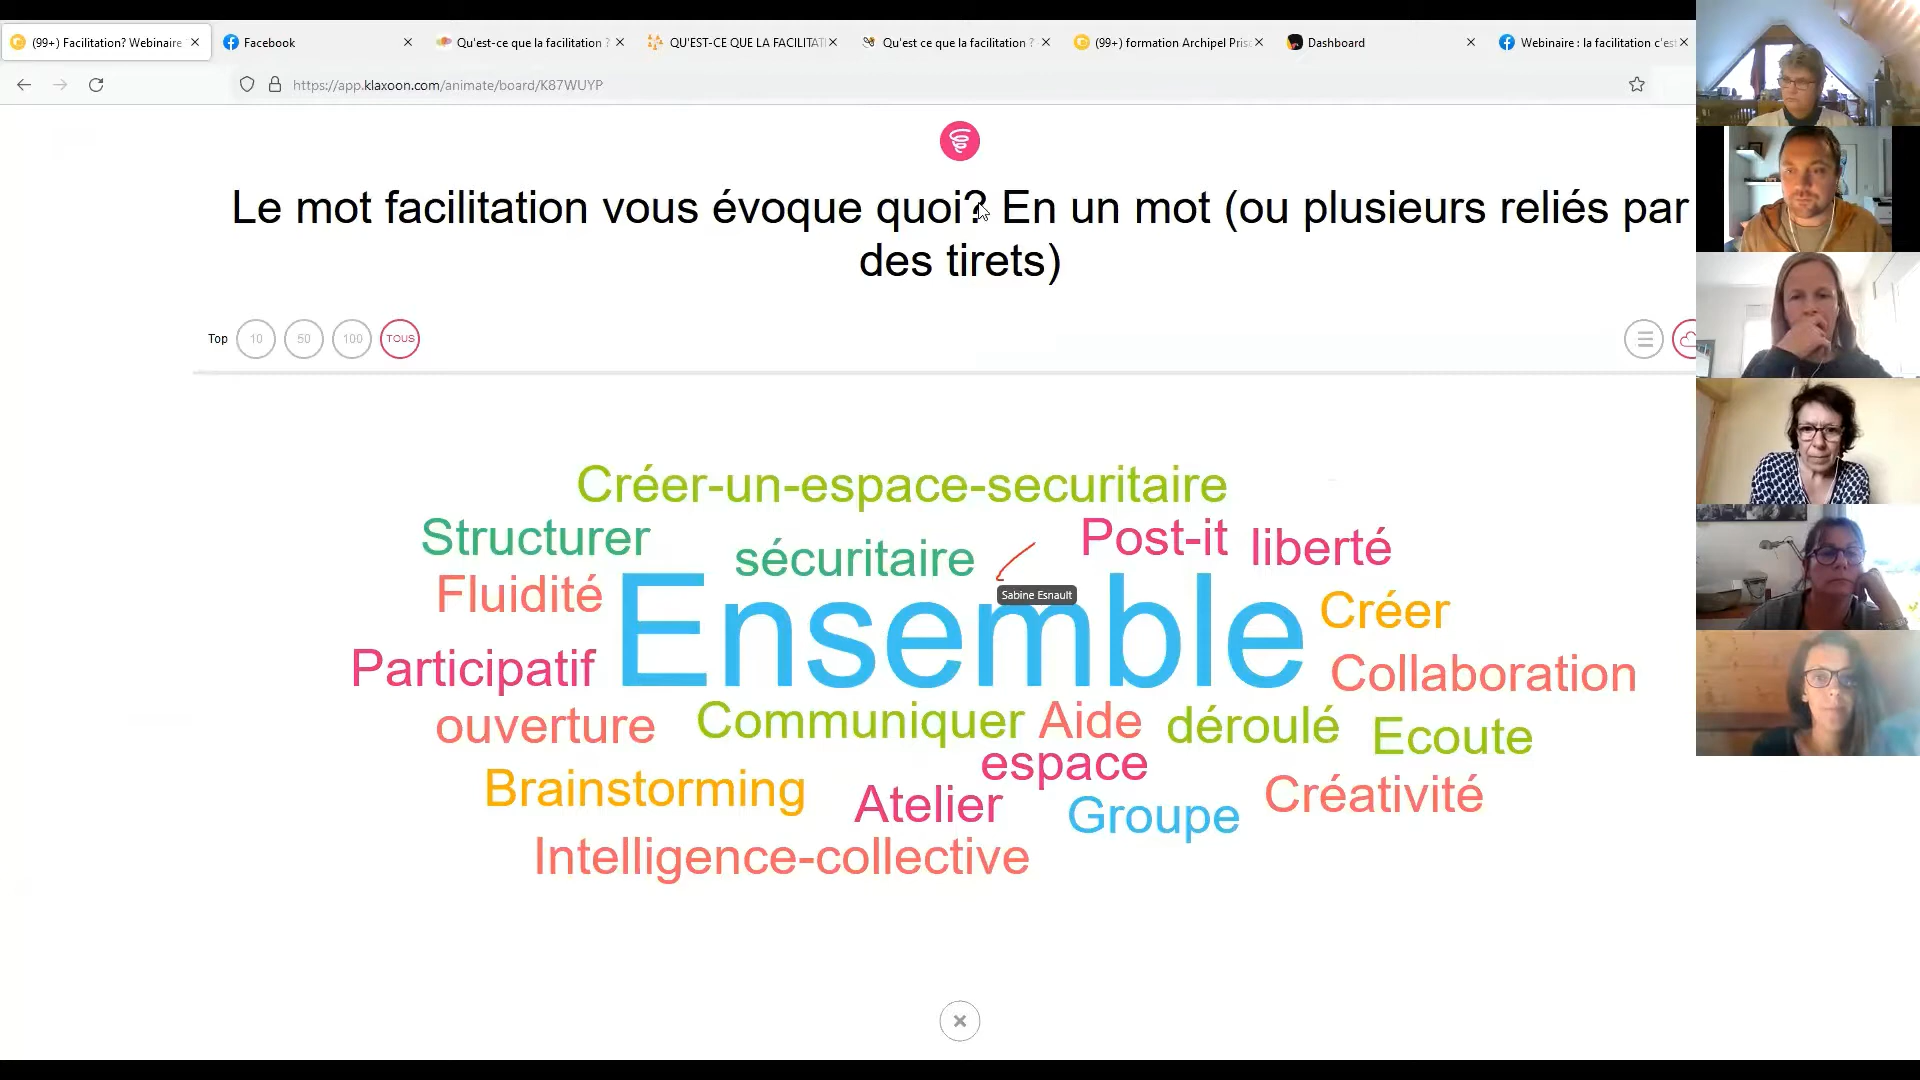 (99+) Facilitation? Webinaire
Facebook
Qu'est-ce que la facilitation ?
QU'EST-CE QUE LA FACILITATI
Qu'est ce que la facilitation ?
(99+) formation Archipel Pris
Dashboard
Webinaire : la facilitation c'es
https://app.klaxoon.com/animate/board/K87WUYP
Le mot facilitation vous évoque quoi? En un mot (ou plusieurs reliés par
des tirets)
Top 10 50 100 TOUS
Créer-un-espace-securitaire
Structurer
sécuritaire
Post-it
liberté
Fluidité
Ensemble
Sabine Esnault
Créer
Participatif
Collaboration
ouverture
Communiquer
Aide
déroulé
Ecoute
espace
Brainstorming
Atelier
Groupe
Créativité
Intelligence-collective